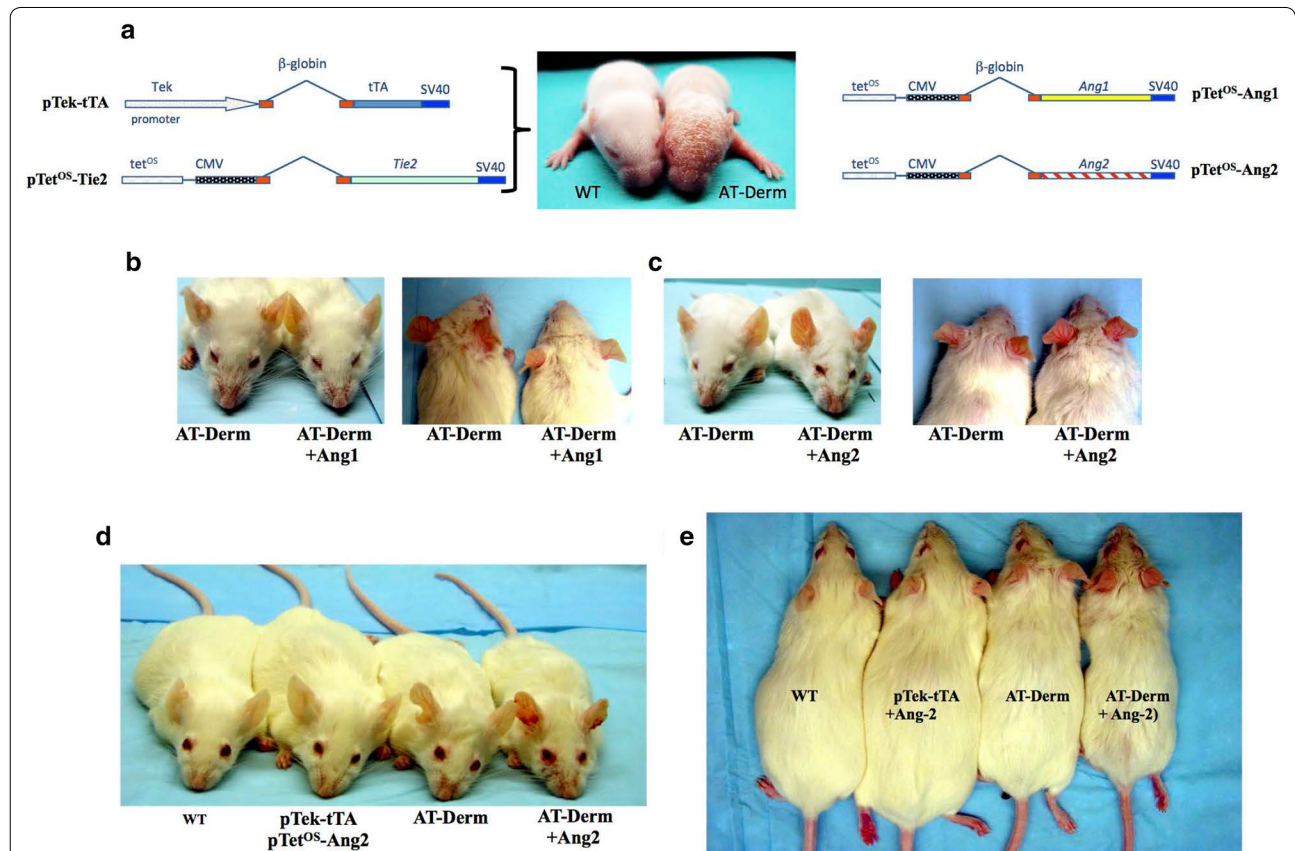 a
β-globin
Tek
tTA
SV40
pTek-tTA
promoter
tet^OS
CMV
Tie2
SV40
pTet^OS-Tie2
WT
AT-Derm
β-globin
tet^OS
CMV
Ang1
SV40
pTet^OS-Ang1
tet^OS
CMV
Ang2
SV40
pTet^OS-Ang2
b
AT-Derm
AT-Derm
+Ang1
AT-Derm
AT-Derm
+Ang1
c
AT-Derm
AT-Derm
+Ang2
AT-Derm
AT-Derm
+Ang2
d
WT
pTek-tTA
pTet^OS-Ang2
AT-Derm
AT-Derm
+Ang2
e
WT
pTek-tTA
+Ang-2
AT-Derm
AT-Derm
+ Ang-2)